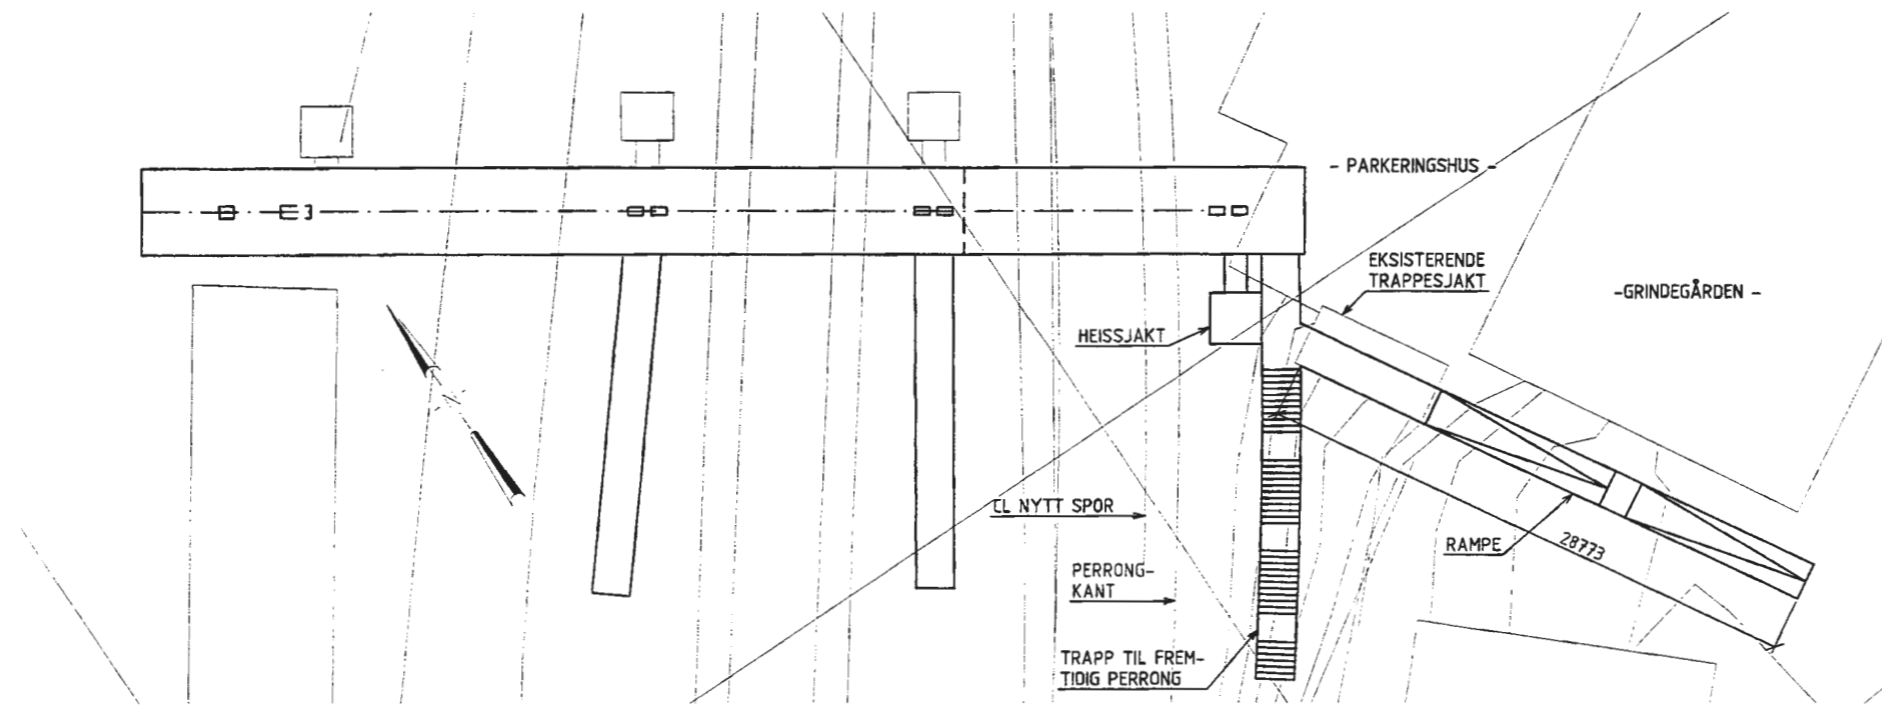 - PARKERINGSHUS -
EKSISTERENDE
TRAPPESJAKT
-GRINDEGÅRDEN -
HEISSJAKT
CL NYTT SPOR
RAMPE
28773
PERRONG-
KANT
TRAPP TIL FREM-
TIDIG PERRONG